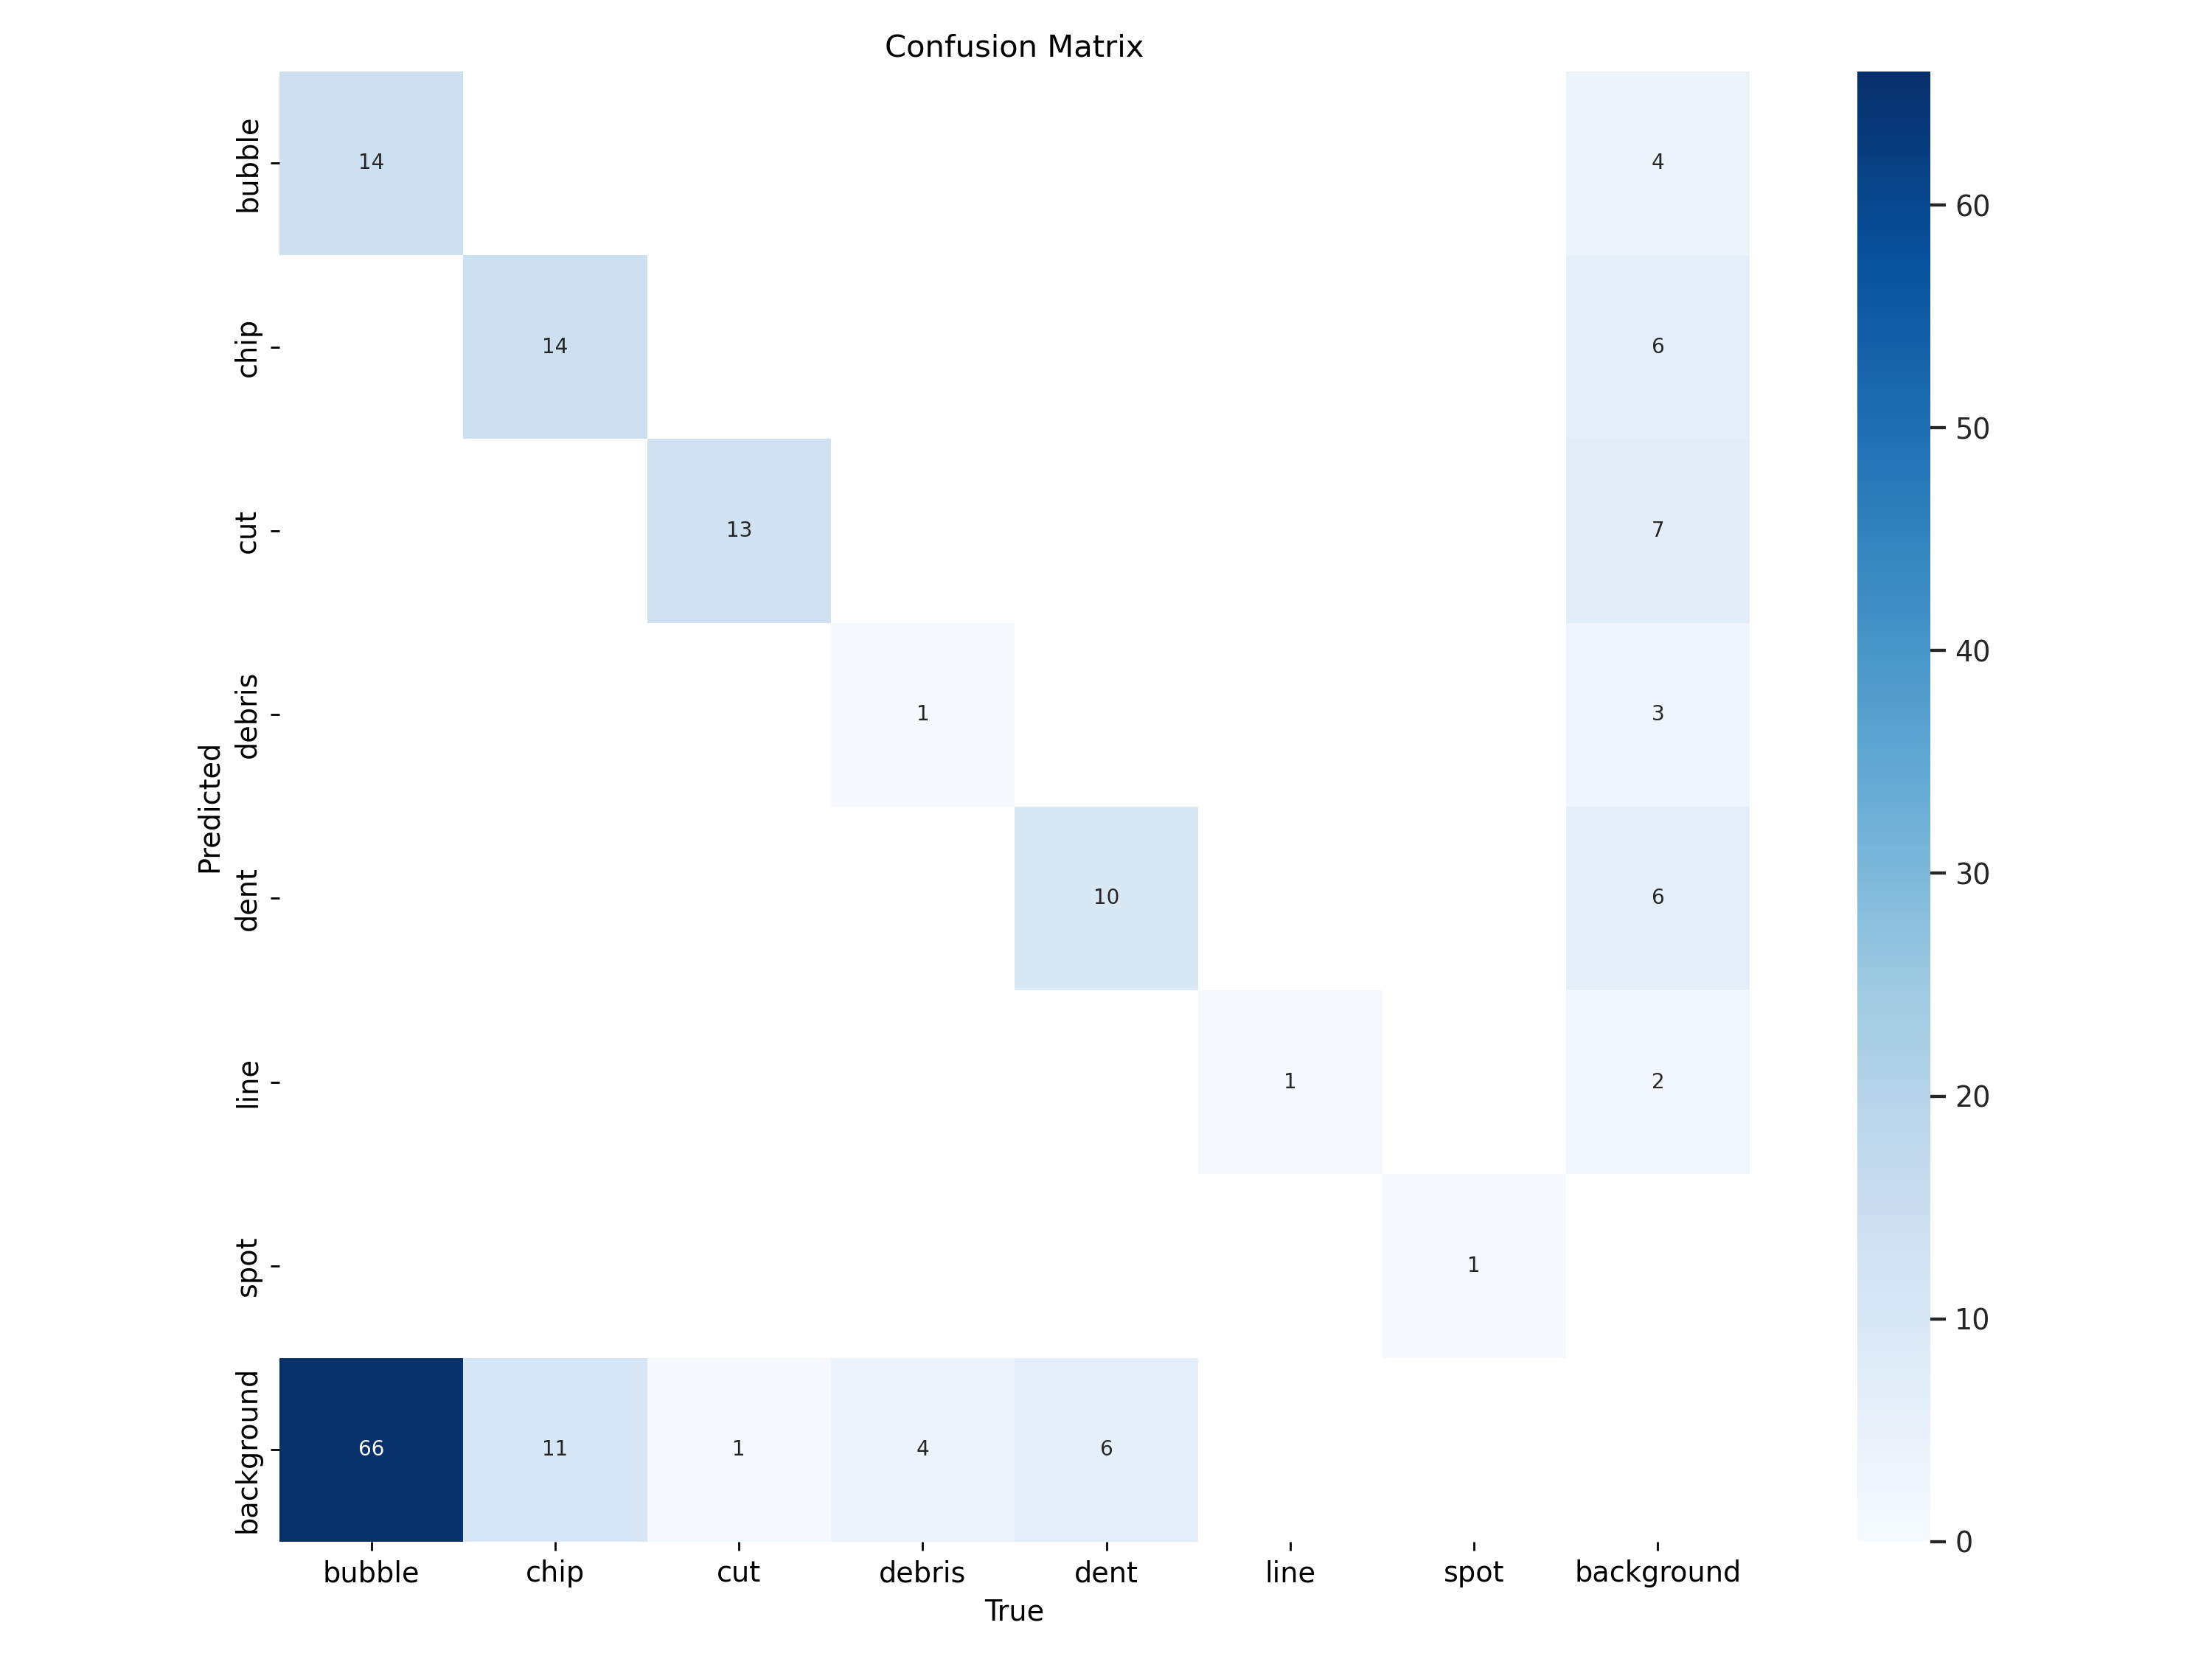 Confusion Matrix
bubble
14
4
chip
14
6
cut
13
7
debris
1
3
dent
10
6
line
1
2
spot
1
background
66
11
1
4
6
Predicted
bubble chip cut debris dent line spot background
True
60
50
40
30
20
10
0